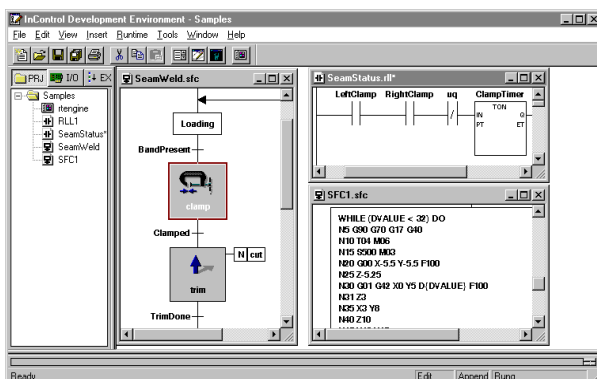 InControl Development Environment - Samples
File Edit View Insert Runtime Tools Window Help
PRJ I/O EX
Samples
rtengine
RLL1
SeamStatus*
SeamWeld
SFC1
SeamWeld.sfc
Loading
BandPresent
clamp
Clamped
N cut
trim
TrimDone
SeamStatus.rll*
LeftClamp RightClamp uq ClampTimer
TON
IN Q
PT ET
SFC1.sfc
WHILE (DVALUE < 32) DO
N5 G90 G70 G17 G40
N10 T04 M06
N15 S500 M03
N20 G00 X-5.5 Y-5.5 F100
N25 Z-5.25
N30 G01 G42 X0 Y5 D(DVALUE) F100
N31 Z3
N35 X3 Y8
N40 Z10
Ready Edit Append Rung